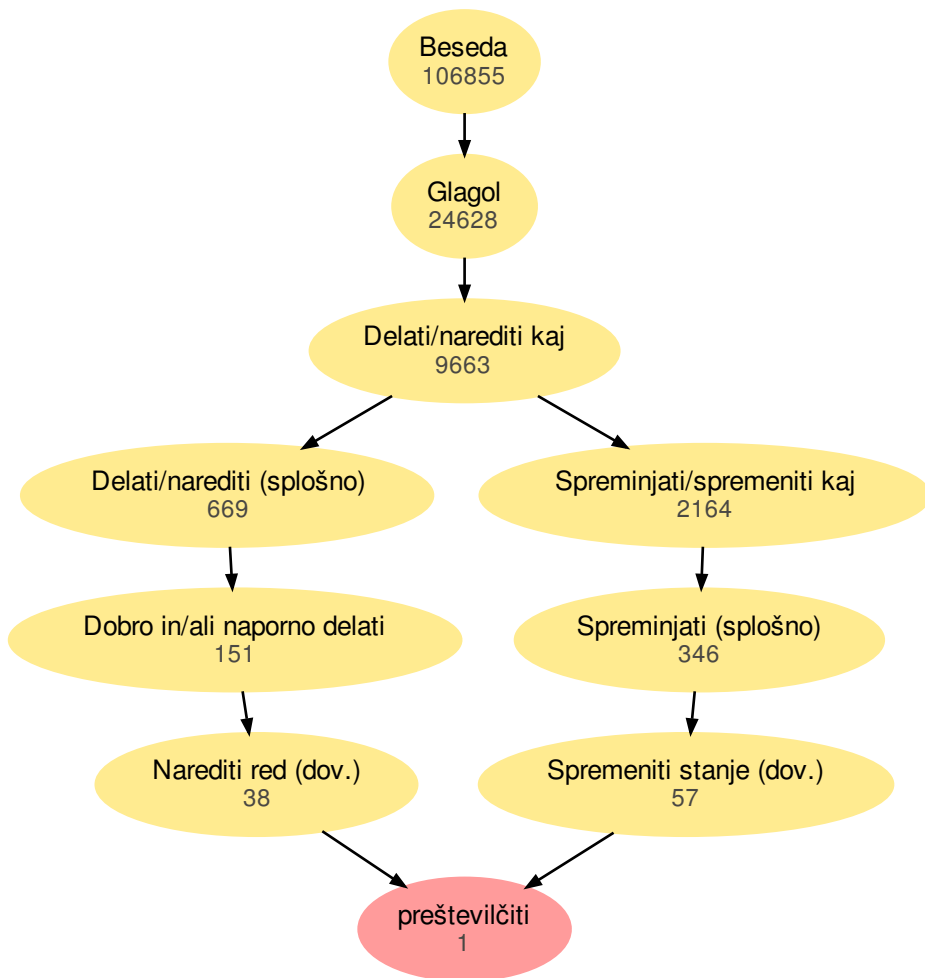 Beseda
106855
Glagol
24628
Delati/narediti kaj
9663
Delati/narediti (splošno)
669
Spreminjati/spremeniti kaj
2164
Dobro in/ali naporno delati
151
Spreminjati (splošno)
346
Narediti red (dov.)
38
Spremeniti stanje (dov.)
57
preštevilčiti
1